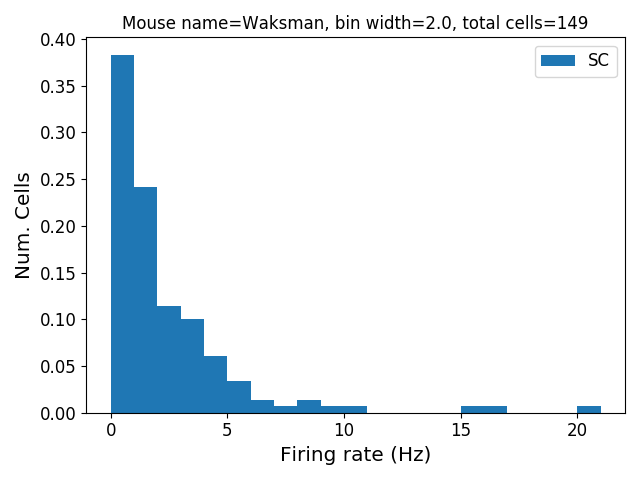 Mouse name=Waksman, bin width=2.0, total cells=149
SC
0.40
0.35
0.30
0.25
0.20
0.15
0.10
0.05
0.00
Num. Cells
0 5 10 15 20
Firing rate (Hz)